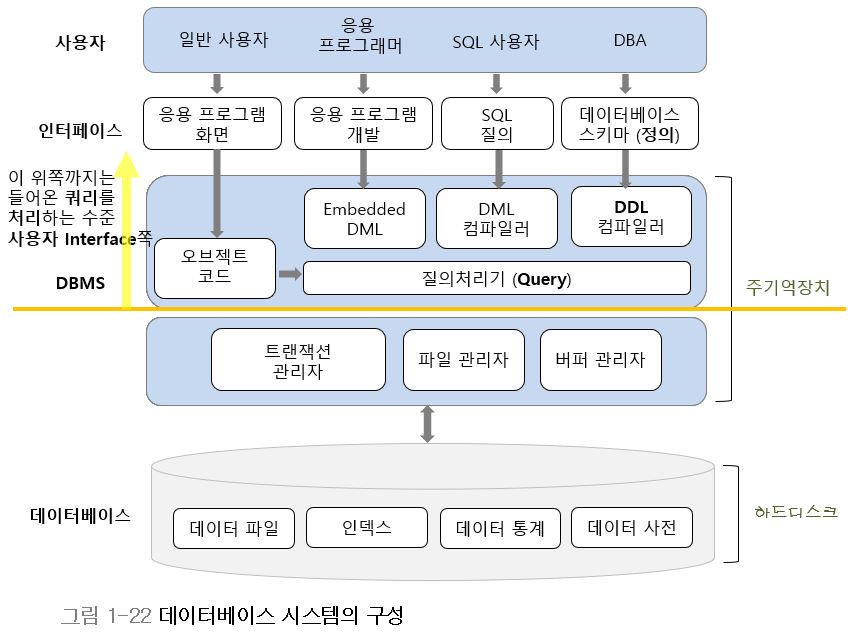 사용자
일반 사용자
응용
프로그래머
SQL 사용자
DBA
인터페이스
응용 프로그램
화면
응용 프로그램
개발
SQL
질의
데이터베이스
스키마 (정의)
이 위쪽까지는
들어온 쿼리를
처리하는 수준
사용자 Interface쪽
DBMS
오브젝트
코드
Embedded
DML
DML
컴파일러
DDL
컴파일러
질의처리기 (Query)
주기억장치
트랜잭션
관리자
파일 관리자
버퍼 관리자
데이터베이스
데이터 파일
인덱스
데이터 통계
데이터 사전
하드디스크
그림 1-22 데이터베이스 시스템의 구성